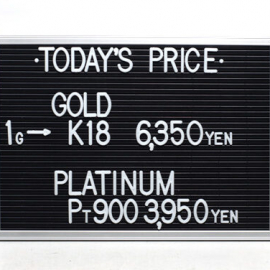 ·TODAY'S PRICE·
GOLD
1G→ K18 6,350YEN
PLATINUM
PT900 3,950YEN